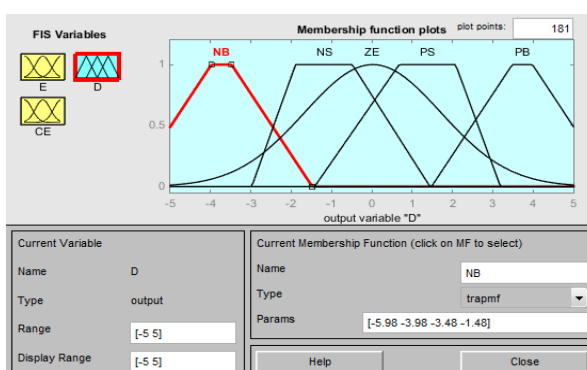 FIS Variables
Membership function plots
plot points:
181
E
D
CE
NB
NS
ZE
PS
PB
1
0.5
0
-5
-4
-3
-2
-1
0
1
2
3
4
5
output variable "D"
Current Variable
Name
D
Type
output
Range
[-5 5]
Display Range
[-5 5]
Current Membership Function (click on MF to select)
Name
NB
Type
trapmf
Params
[-5.98 -3.98 -3.48 -1.48]
Help
Close